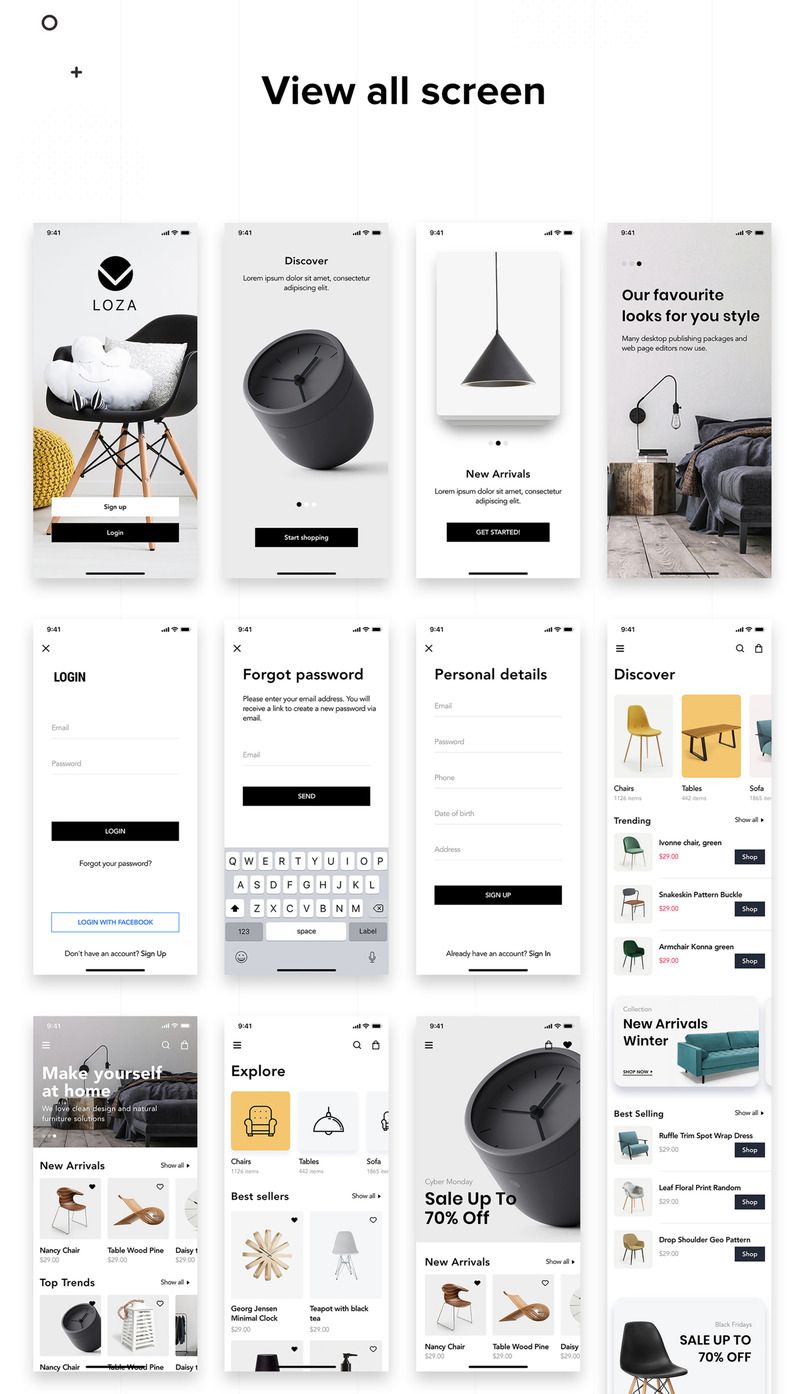 View all screen
9:41
LOZA
Sign up
Login
9:41
Discover
Lorem ipsum dolor sit amet, consectetur
adipiscing elit.
Start shopping
9:41
New Arrivals
Lorem ipsum dolor sit amet, consectetur
adipiscing elit.
GET STARTED!
9:41
Our favourite
looks for you style
Many desktop publishing packages and
web page editors now use.
9:41
LOGIN
Email
Password
LOGIN
Forgot your password?
LOGIN WITH FACEBOOK
Don't have an account? Sign Up
9:41
Forgot password
Please enter your email address. You will
receive a link to create a new password via
email.
Email
SEND
Q W E R T Y U I O P
A S D F G H J K L
Z X C V B N M
123 space Label
9:41
Personal details
Email
Password
Phone
Date of birth
Address
SIGN UP
Already have an account? Sign In
9:41
Discover
Chairs Tables Sofa
1126 items 442 items 1865 ite
Trending Show all
Ivonne chair, green
$29.00 Shop
Snakeskin Pattern Buckle
$29.00 Shop
Armchair Konna green
$29.00 Shop
Collection
New Arrivals
Winter
SHOP NOW
Best Selling Show all
Ruffle Trim Spot Wrap Dress
$29.00 Shop
Leaf Floral Print Random
$29.00 Shop
Drop Shoulder Geo Pattern
$29.00 Shop
Black Fridays
SALE UP TO
70% OFF
9:41
Make yourself
at home
We love clean design and natural
furniture solutions
New Arrivals Show all
Nancy Chair Table Wood Pine Daisy t
$29.00 $29.00 $29.00
Top Trends Show all
Nancy Chair Table Wood Pine Daisy t
9:41
Explore
Chairs Tables Sofa
1126 items 442 items 1865 ite
Best sellers Show all
Georg Jensen Teapot with black
Minimal Clock tea
$29.00 $29.00
9:41
Cyber Monday
Sale Up To
70% Off
New Arrivals Show all
Nancy Chair Table Wood Pine Daisy t
$29.00 $29.00 $29.00